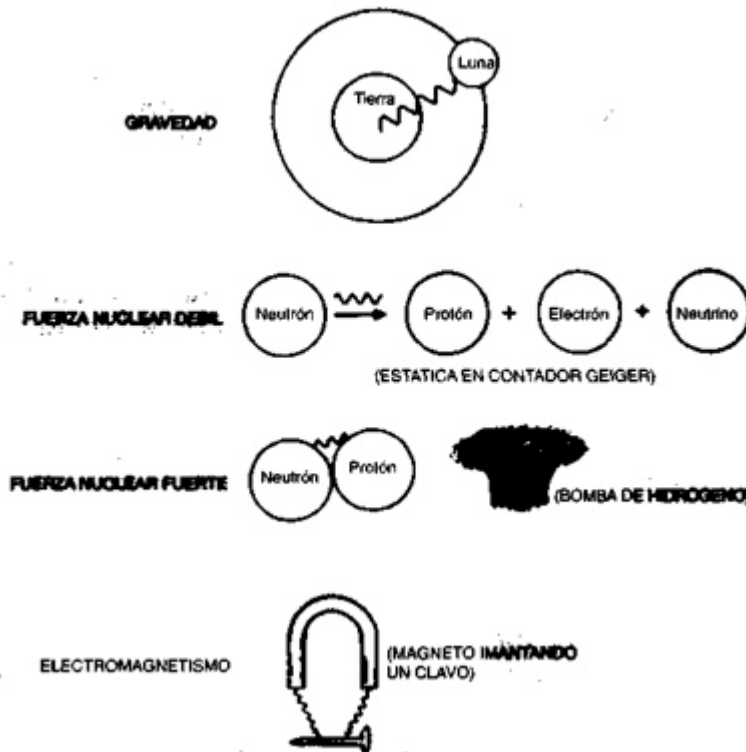 Luna
Tierra
GRAVEDAD
FUERZA NUCLEAR DEBIL
Neutrón
Protón + Electrón + Neutrino
(ESTATICA EN CONTADOR GEIGER)
FUERZA NUCLEAR FUERTE
Neutrón
Protón
(BOMBA DE HIDROGENO)
ELECTROMAGNETISMO
(MAGNETO IMANTANDO
UN CLAVO)